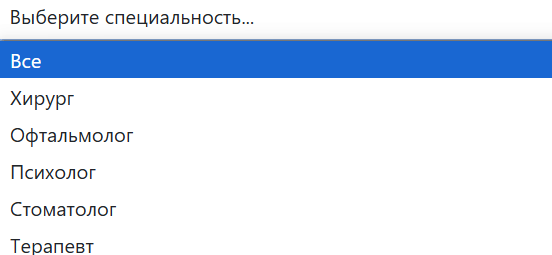 Выберите специальность...
Все
Хирург
Офтальмолог
Психолог
Стоматолог
Терапевт